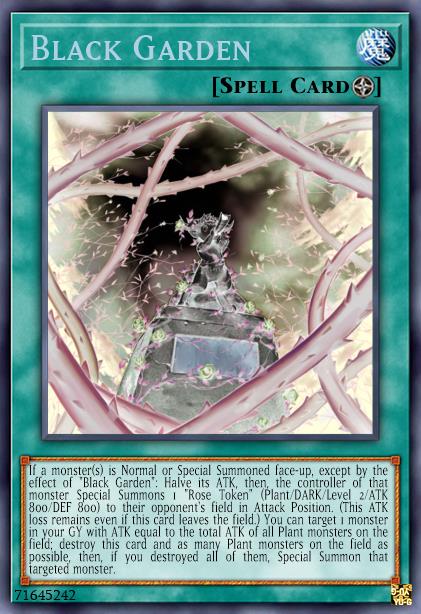 BLACK GARDEN
魔
[SPELL CARD]
If a monster(s) is Normal or Special Summoned face-up, except by the
effect of "Black Garden": Halve its ATK, then, the controller of that
monster Special Summons 1 "Rose Token" (Plant/DARK/Level 2/ATK
800/DEF 800) to their opponent's field in Attack Position. (This ATK
loss remains even if this card leaves the field.) You can target 1 monster
in your GY with ATK equal to the total ATK of all Plant monsters on the
field; destroy this card and as many Plant monsters on the field as
possible, then, if you destroyed all of them, Special Summon that
targeted monster.
71645242